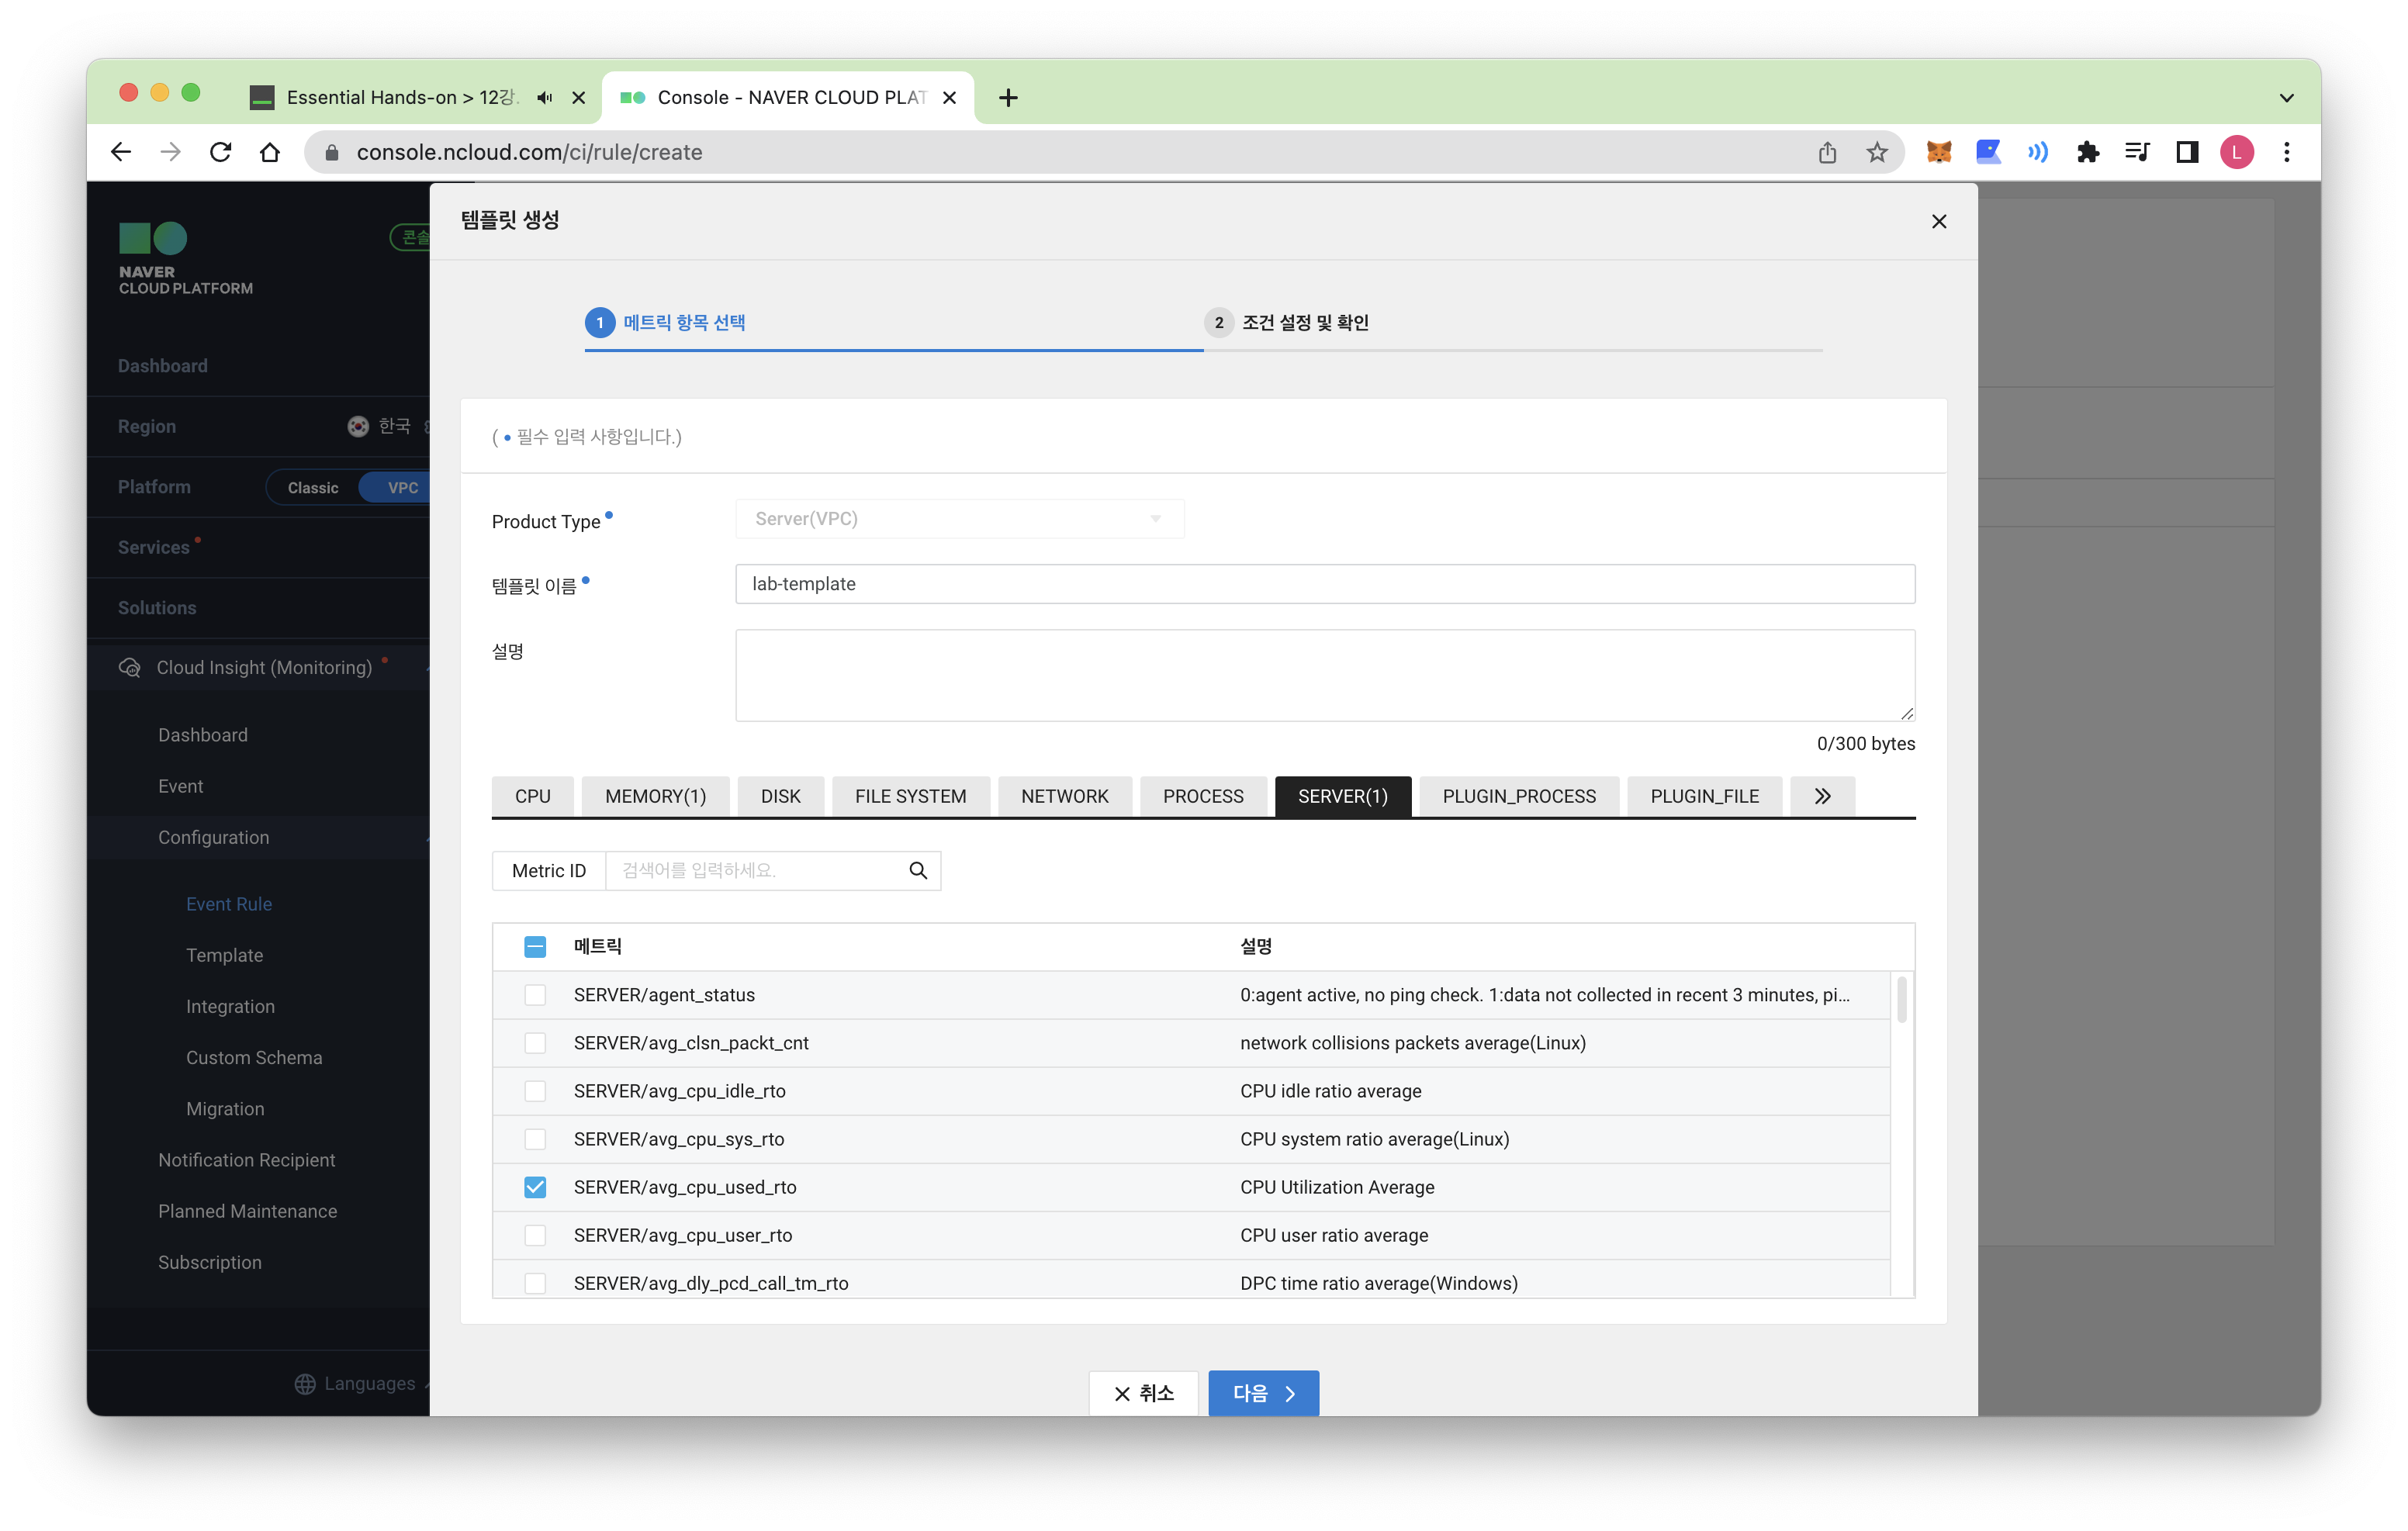 Essential Hands-on > 12강.
Console - NAVER CLOUD PLAT
console.ncloud.com/ci/rule/create
L
NAVER
CLOUD PLATFORM
콘솔
Dashboard
Region 한국
Platform Classic VPC
Services
Solutions
Cloud Insight (Monitoring)
Dashboard
Event
Configuration
Event Rule
Template
Integration
Custom Schema
Migration
Notification Recipient
Planned Maintenance
Subscription
Languages
템플릿 생성
1 메트릭 항목 선택
2 조건 설정 및 확인
( • 필수 입력 사항입니다.)
Product Type Server(VPC)
템플릿 이름 lab-template
설명
0/300 bytes
CPU MEMORY(1) DISK FILE SYSTEM NETWORK PROCESS SERVER(1) PLUGIN_PROCESS PLUGIN_FILE
Metric ID 검색어를 입력하세요.
메트릭 설명
SERVER/agent_status 0:agent active, no ping check. 1:data not collected in recent 3 minutes, pi...
SERVER/avg_clsn_packt_cnt network collisions packets average(Linux)
SERVER/avg_cpu_idle_rto CPU idle ratio average
SERVER/avg_cpu_sys_rto CPU system ratio average(Linux)
SERVER/avg_cpu_used_rto CPU Utilization Average
SERVER/avg_cpu_user_rto CPU user ratio average
SERVER/avg_dly_pcd_call_tm_rto DPC time ratio average(Windows)
취소 다음